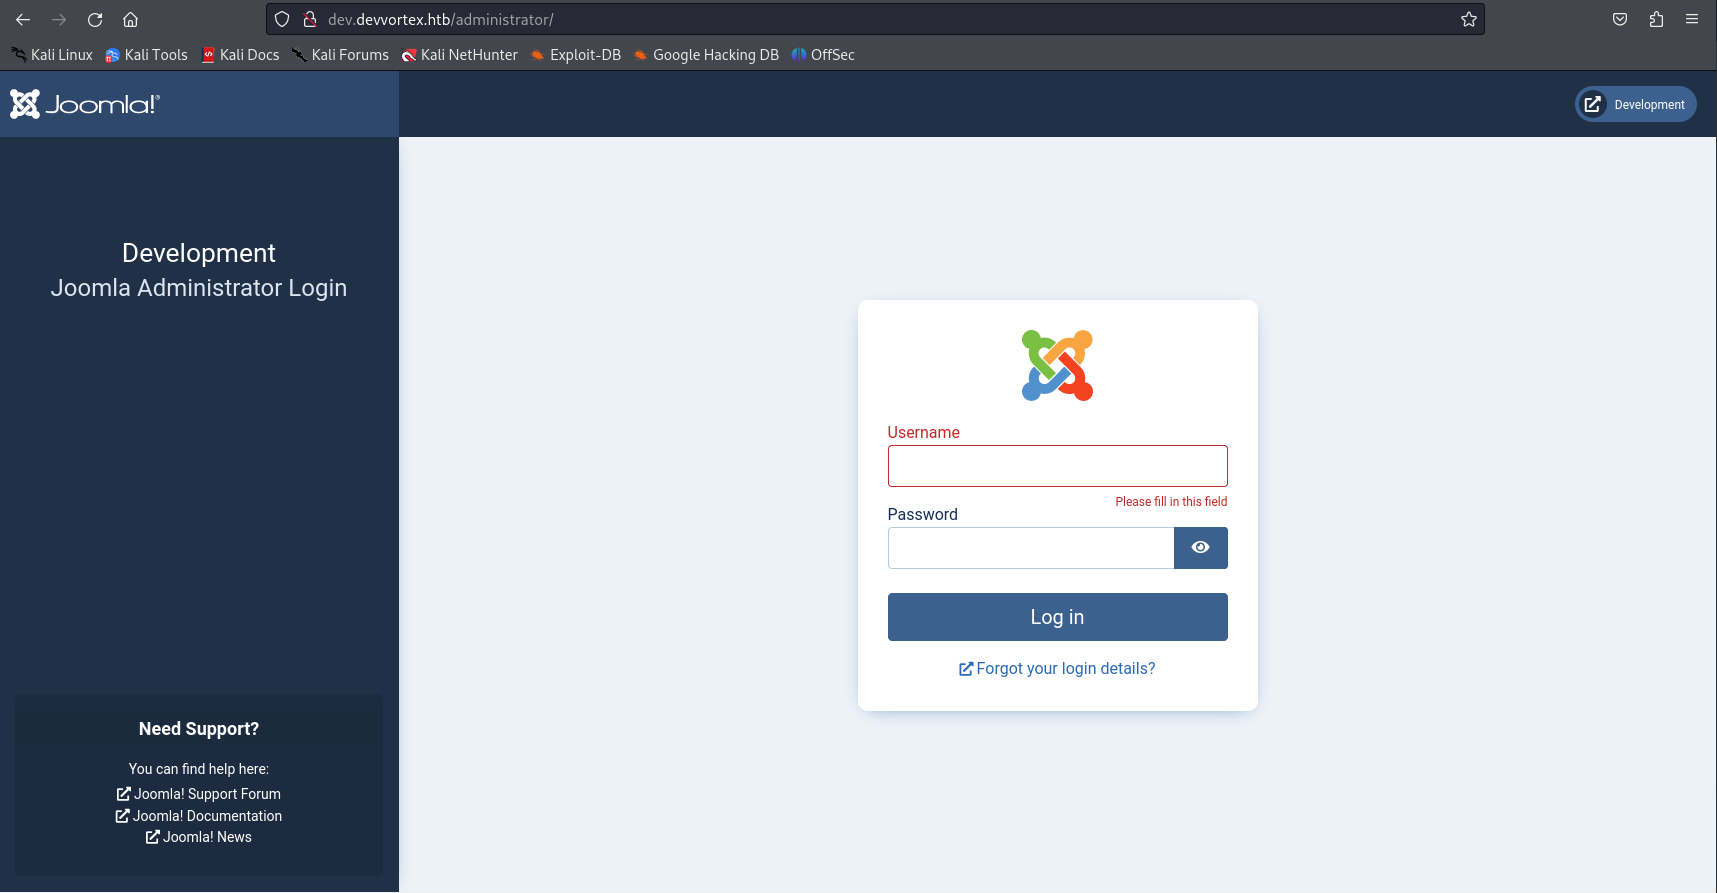 dev.devvortex.htb/administrator/
Kali Linux Kali Tools Kali Docs Kali Forums Kali NetHunter Exploit-DB Google Hacking DB OffSec
Joomla!®
Development
Development
Joomla Administrator Login
Username
Please fill in this field
Password
Log in
Forgot your login details?
Need Support?
You can find help here:
Joomla! Support Forum
Joomla! Documentation
Joomla! News